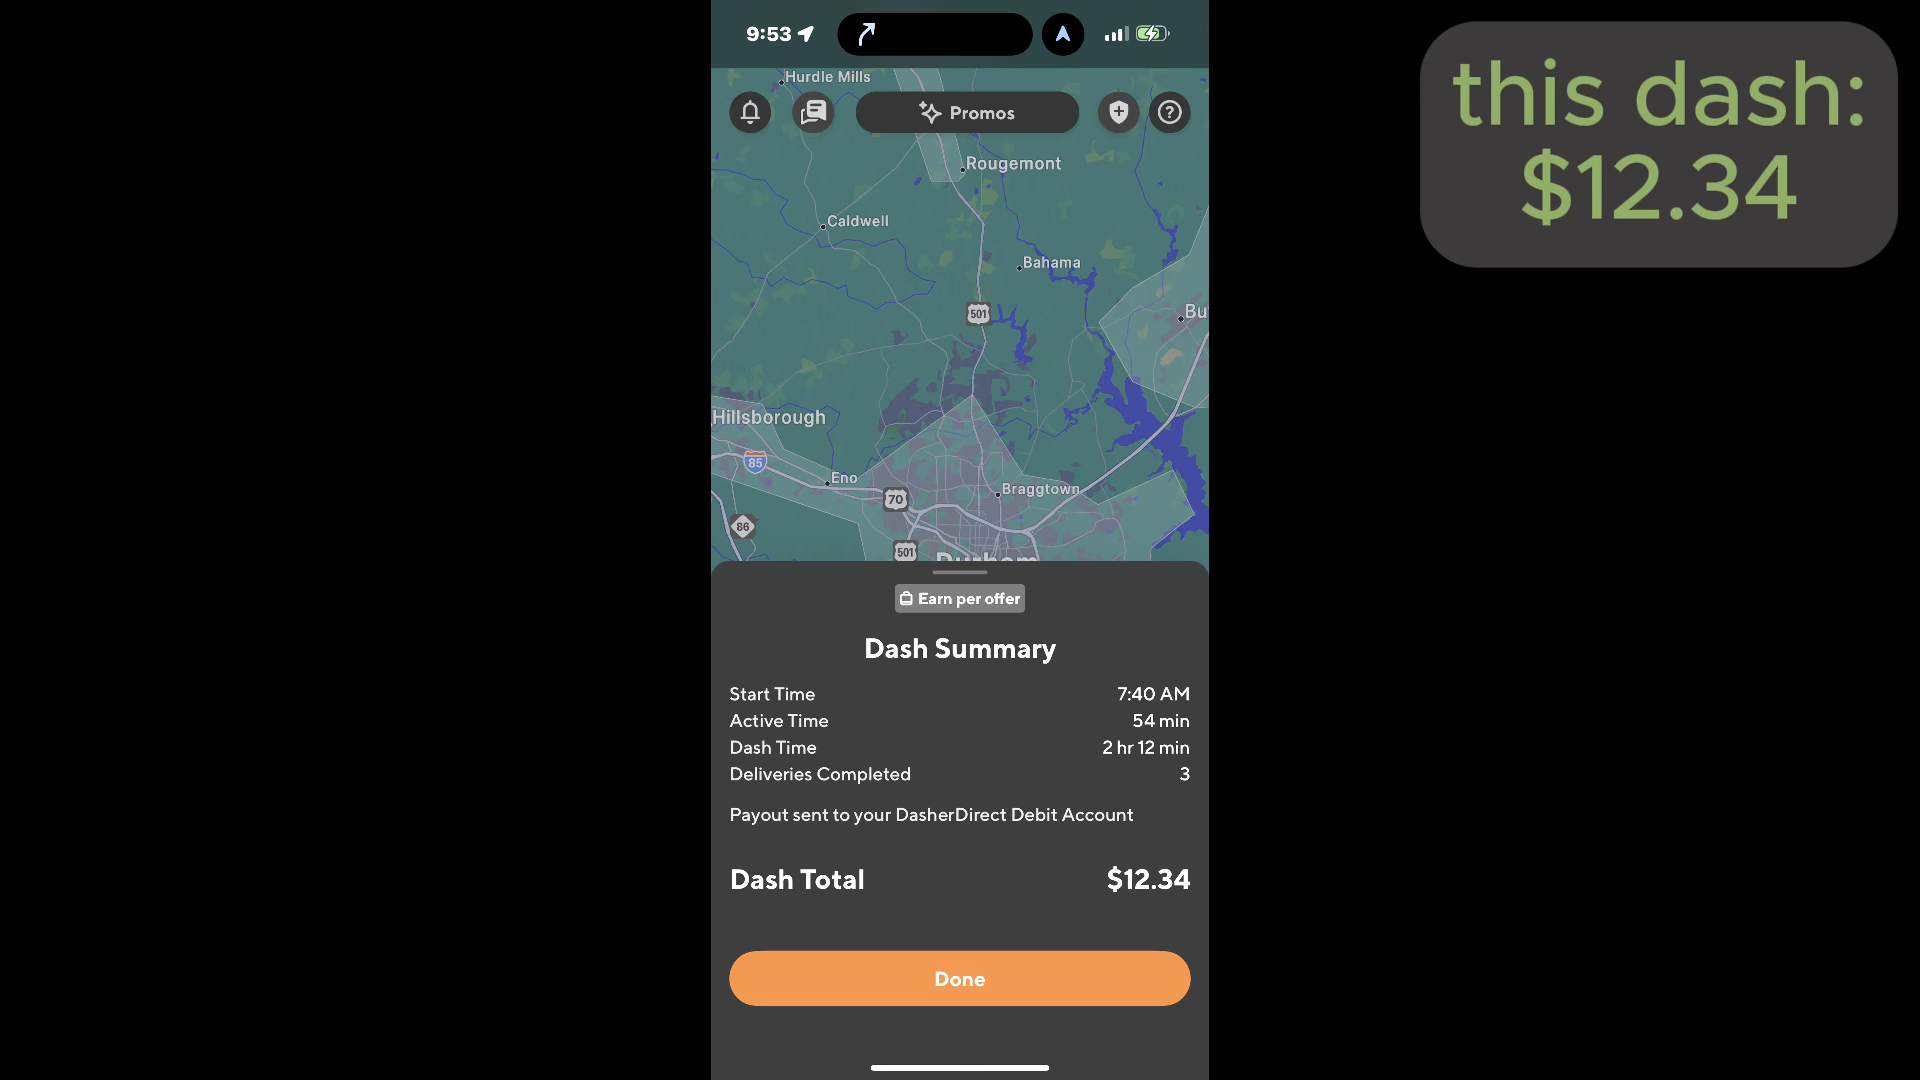 9:53
Hurdle Mills
Promos
Rougemont
Caldwell
Bahama
501
Bu
Hillsborough
85
Eno
70
Braggtown
86
501
Durham
Earn per offer
Dash Summary
Start Time 7:40 AM
Active Time 54 min
Dash Time 2 hr 12 min
Deliveries Completed 3
Payout sent to your DasherDirect Debit Account
Dash Total $12.34
Done
this dash:
$12.34